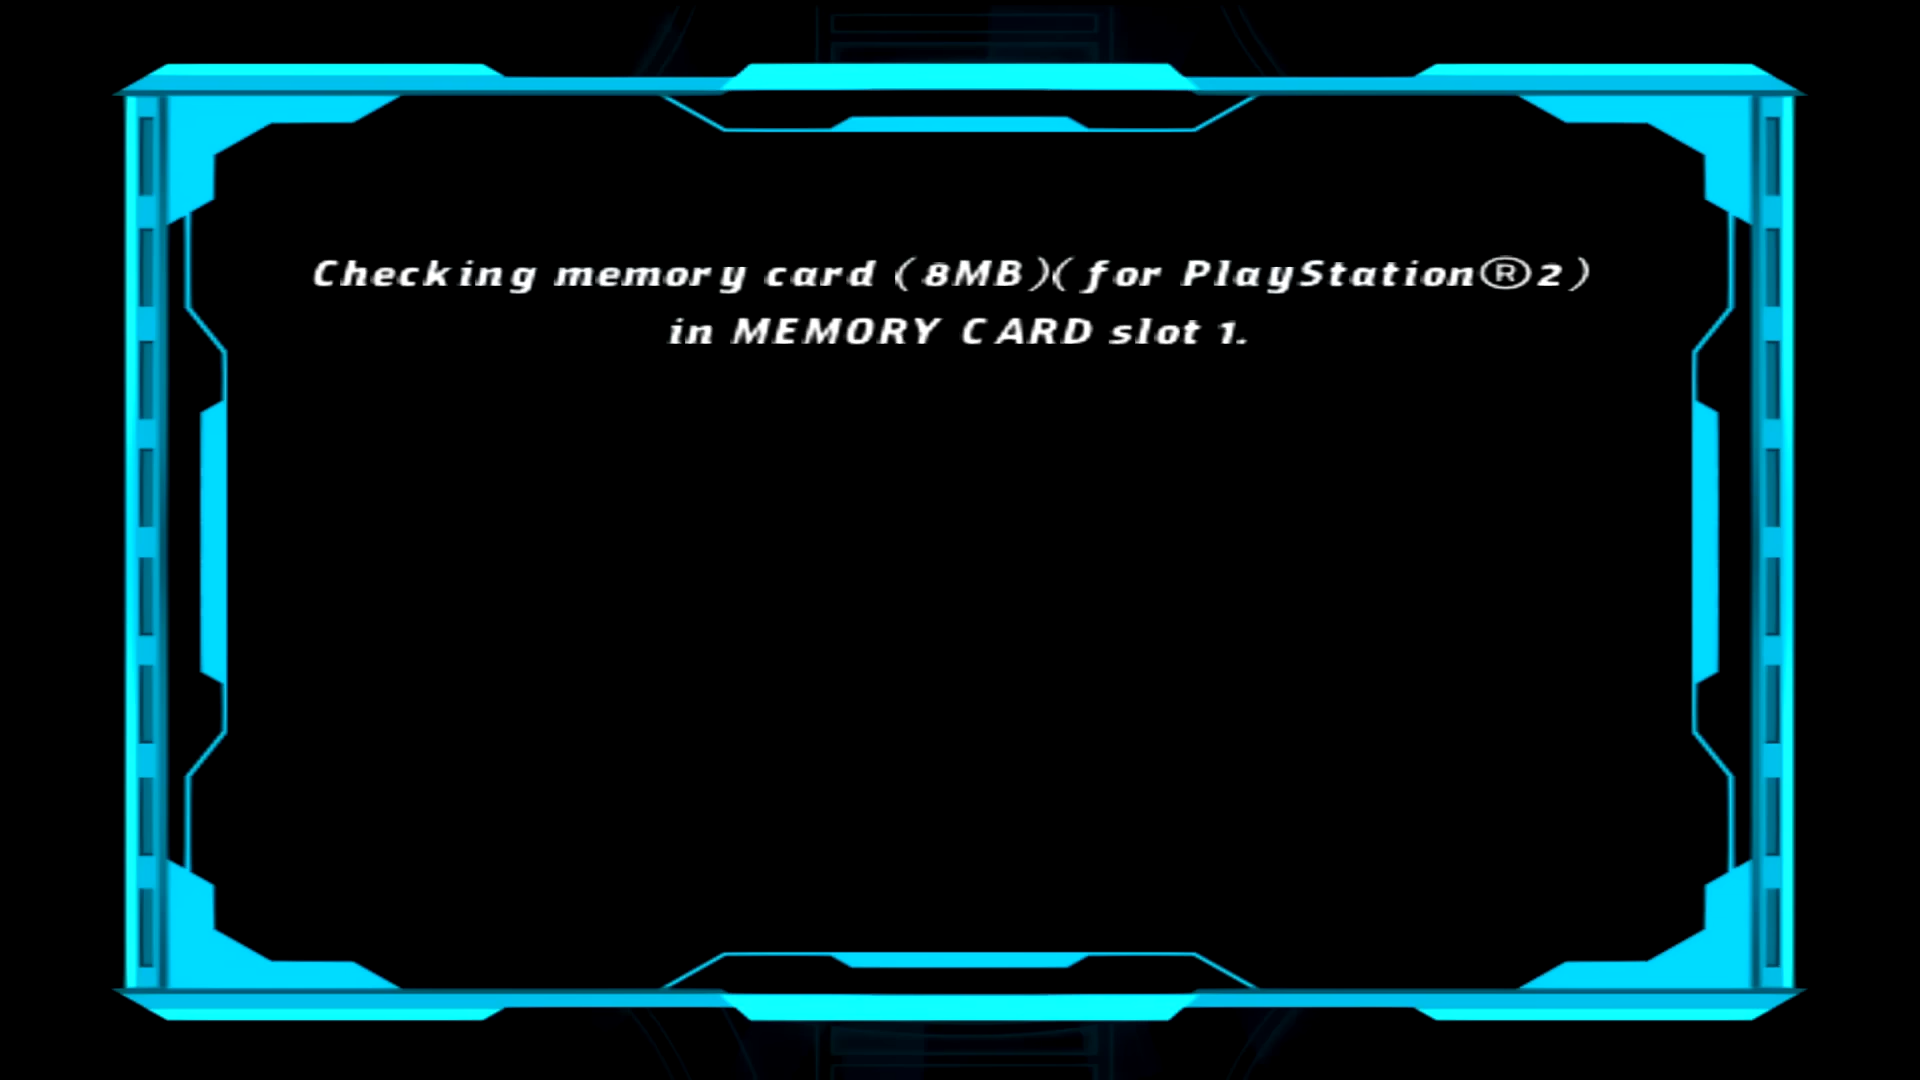 Checking memory card (8MB)(for PlayStation®2)
in MEMORY CARD slot 1.